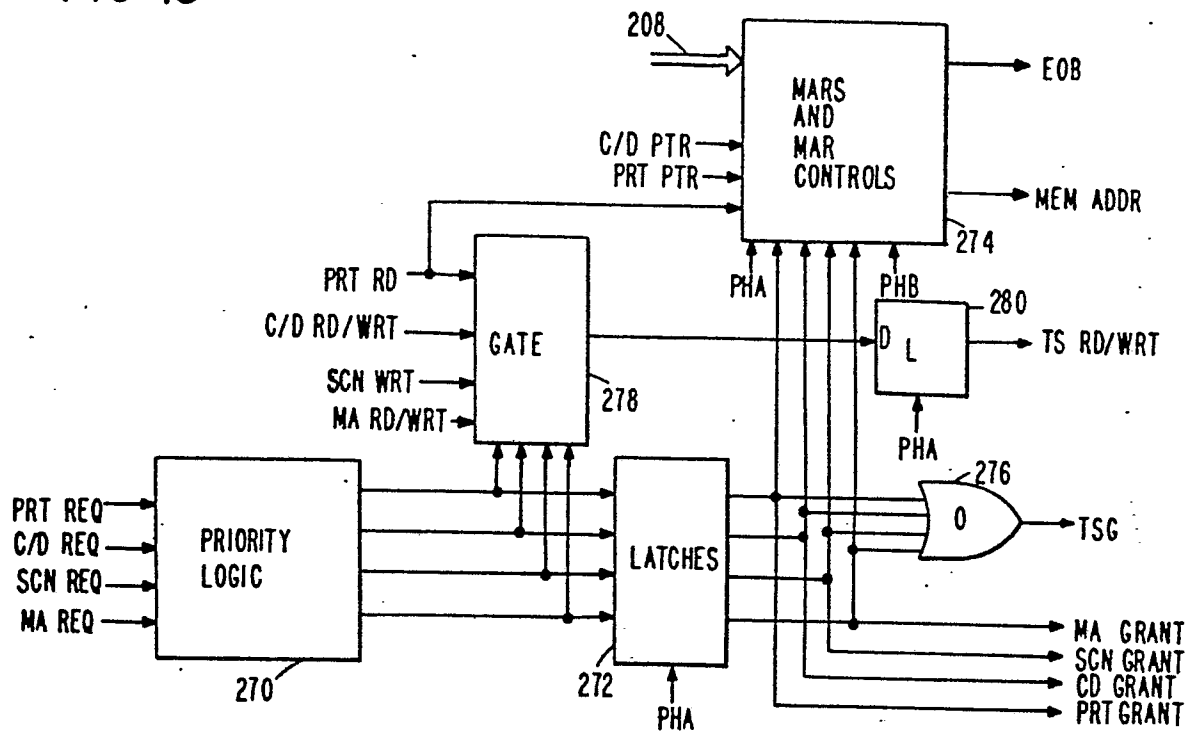 208
MARS
AND
MAR
CONTROLS
EOB
C/D PTR
PRT PTR
MEM ADDR
274
PRT RD
PHA
PHB
280
C/D RD/WRT
GATE
D
L
TS RD/WRT
SCN WRT
278
MA RD/WRT
PHA
276
PRT REQ
C/D REQ
SCN REQ
MA REQ
PRIORITY
LOGIC
LATCHES
O
TSG
MA GRANT
SCN GRANT
CD GRANT
PRT GRANT
270
272
PHA